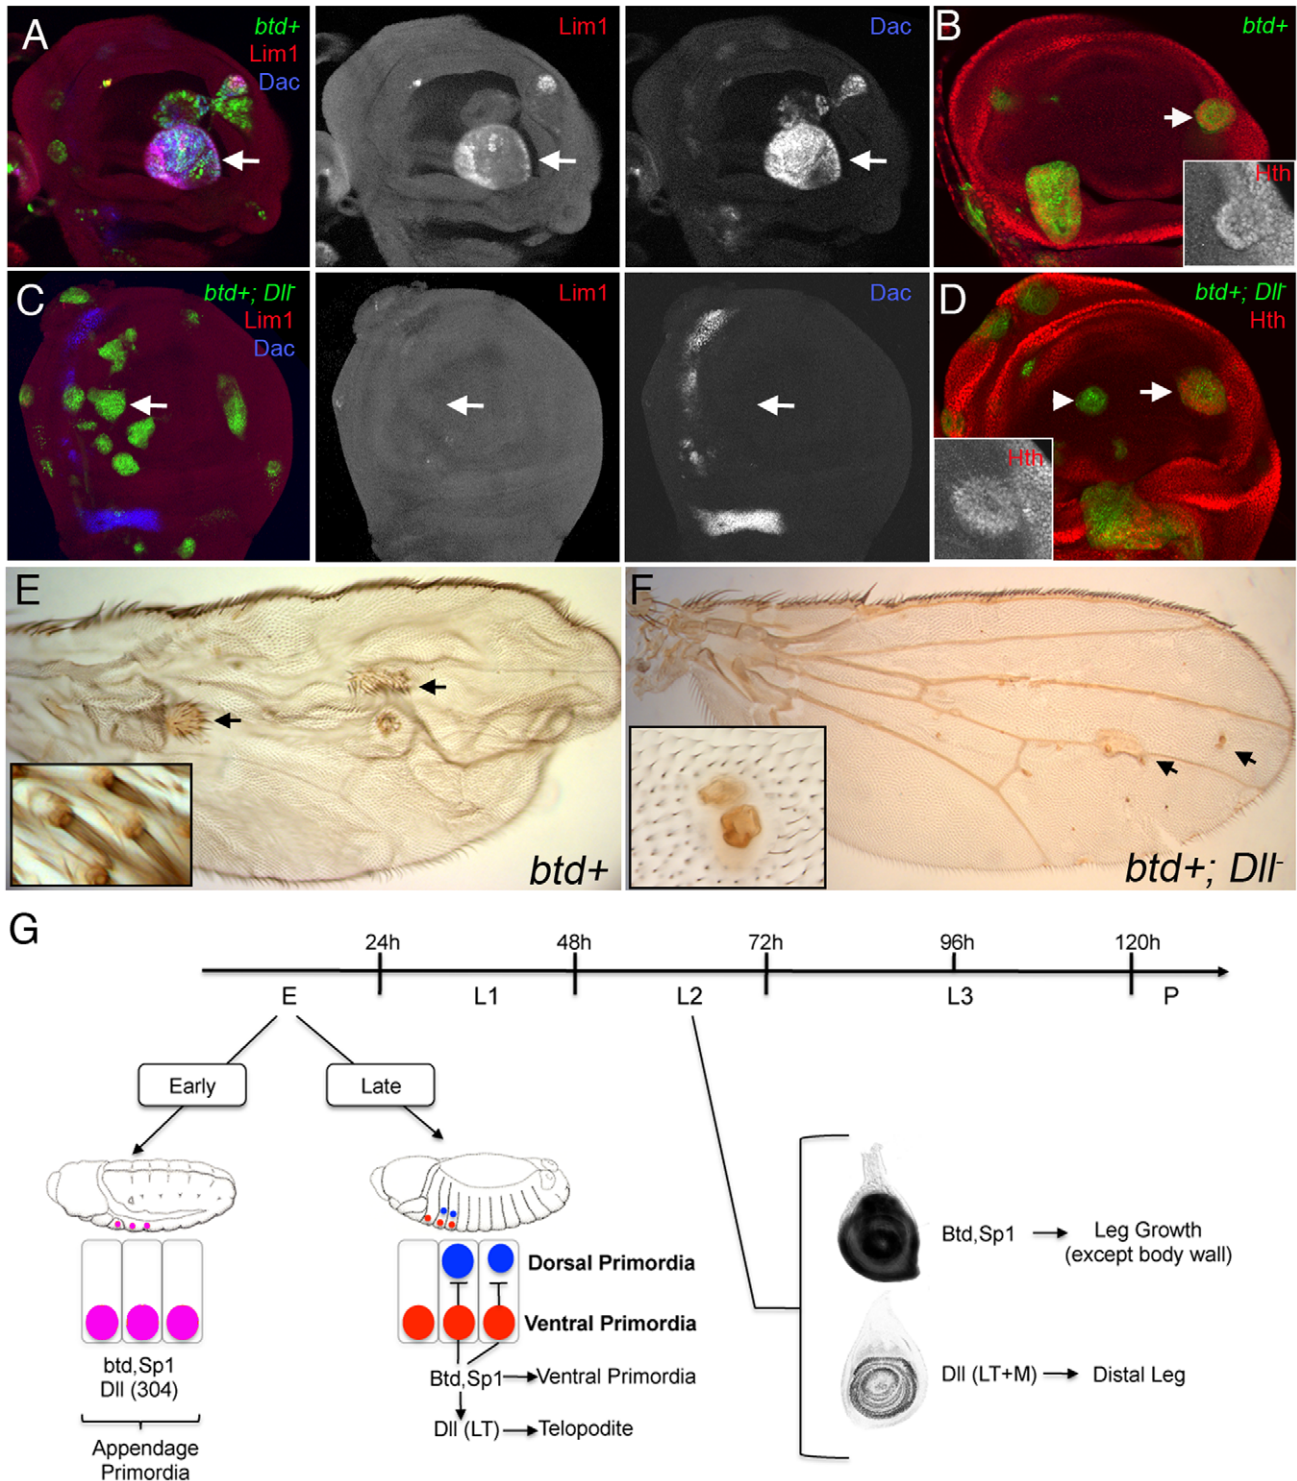 A
btd+
Lim1
Dac
Lim1
Dac
B
btd+
Hth
C
btd+; Dll-
Lim1
Dac
Lim1
Dac
D
btd+; Dll-
Hth
Hth
E
btd+
F
btd+; Dll-
G
24h
48h
72h
96h
120h
E
L1
L2
L3
P
Early
Late
Dorsal Primordia
Ventral Primordia
btd,Sp1
Dll (304)
Appendage
Primordia
Btd,Sp1
Ventral Primordia
Dll (LT)
Telopodite
Btd,Sp1
Leg Growth
(except body wall)
Dll (LT+M)
Distal Leg